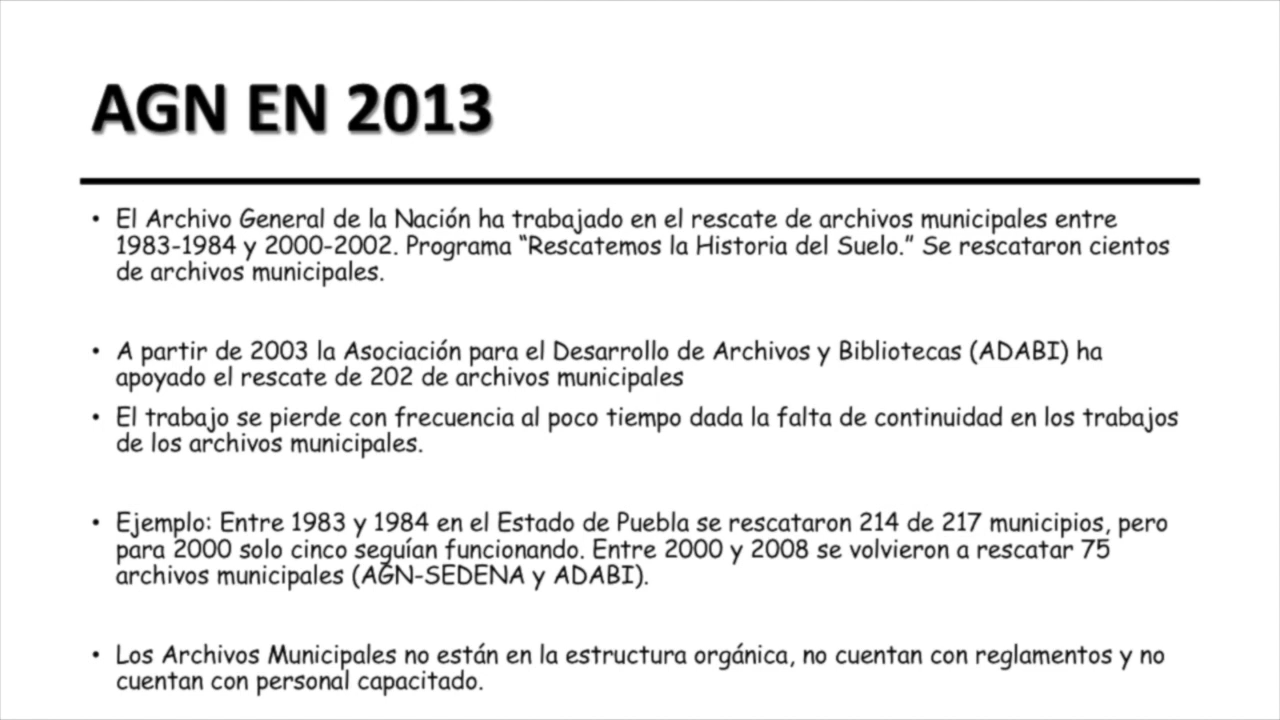 AGN EN 2013
• El Archivo General de la Nación ha trabajado en el rescate de archivos municipales entre
1983-1984 y 2000-2002. Programa “Rescatemos la Historia del Suelo.” Se rescataron cientos
de archivos municipales.
• A partir de 2003 la Asociación para el Desarrollo de Archivos y Bibliotecas (ADABI) ha
apoyado el rescate de 202 de archivos municipales
• El trabajo se pierde con frecuencia al poco tiempo dada la falta de continuidad en los trabajos
de los archivos municipales.
• Ejemplo: Entre 1983 y 1984 en el Estado de Puebla se rescataron 214 de 217 municipios, pero
para 2000 solo cinco seguían funcionando. Entre 2000 y 2008 se volvieron a rescatar 75
archivos municipales (AGN-SEDENA y ADABI).
• Los Archivos Municipales no están en la estructura orgánica, no cuentan con reglamentos y no
cuentan con personal capacitado.